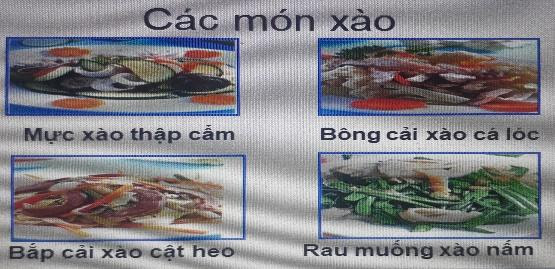 Các món xào
Mực xào thập cẩm
Bông cải xào cá lóc
Bắp cải xào cật heo
Rau muống xào nấm